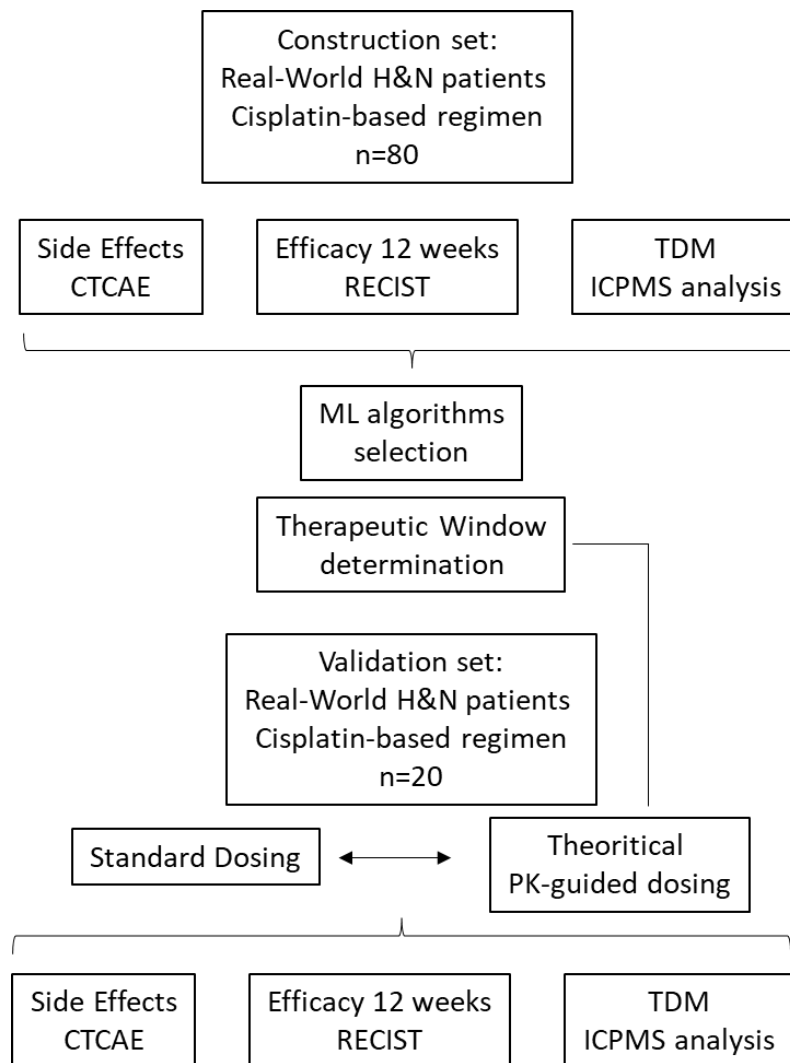 Construction set:
Real-World H&N patients
Cisplatin-based regimen
n=80
Side Effects
CTCAE
Efficacy 12 weeks
RECIST
TDM
ICPMS analysis
ML algorithms
selection
Therapeutic Window
determination
Validation set:
Real-World H&N patients
Cisplatin-based regimen
n=20
Standard Dosing
Theoritical
PK-guided dosing
Side Effects
CTCAE
Efficacy 12 weeks
RECIST
TDM
ICPMS analysis